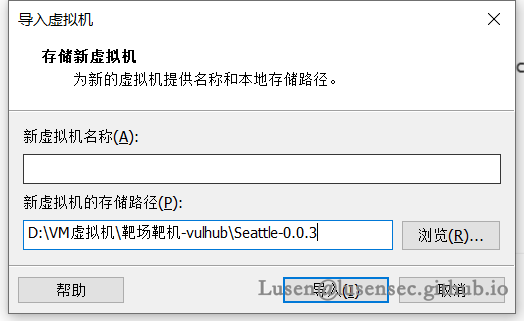 导入虚拟机
存储新虚拟机
为新的虚拟机提供名称和本地存储路径。
新虚拟机名称(A):
新虚拟机的存储路径(P):
D:\VM虚拟机\靶场靶机-vulhub\Seattle-0.0.3
浏览(R)...
帮助
导入(I)
取消
Lusen@lusensec.github.io